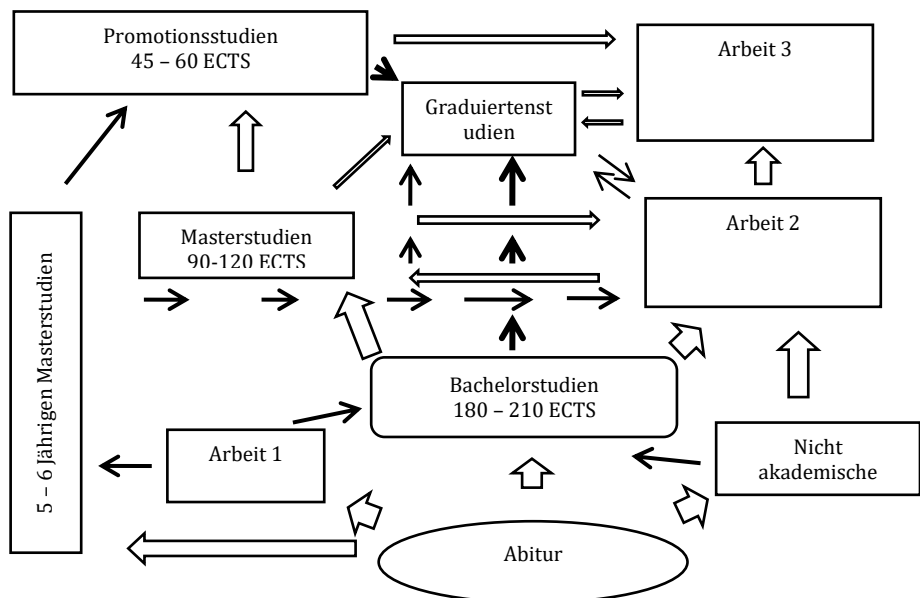 Promotionsstudien
45 – 60 ECTS
Arbeit 3
Graduiertenst
udien
Masterstudien
90-120 ECTS
Arbeit 2
5 – 6 Jährigen Masterstudien
Bachelorstudien
180 – 210 ECTS
Arbeit 1
Nicht
akademische
Abitur